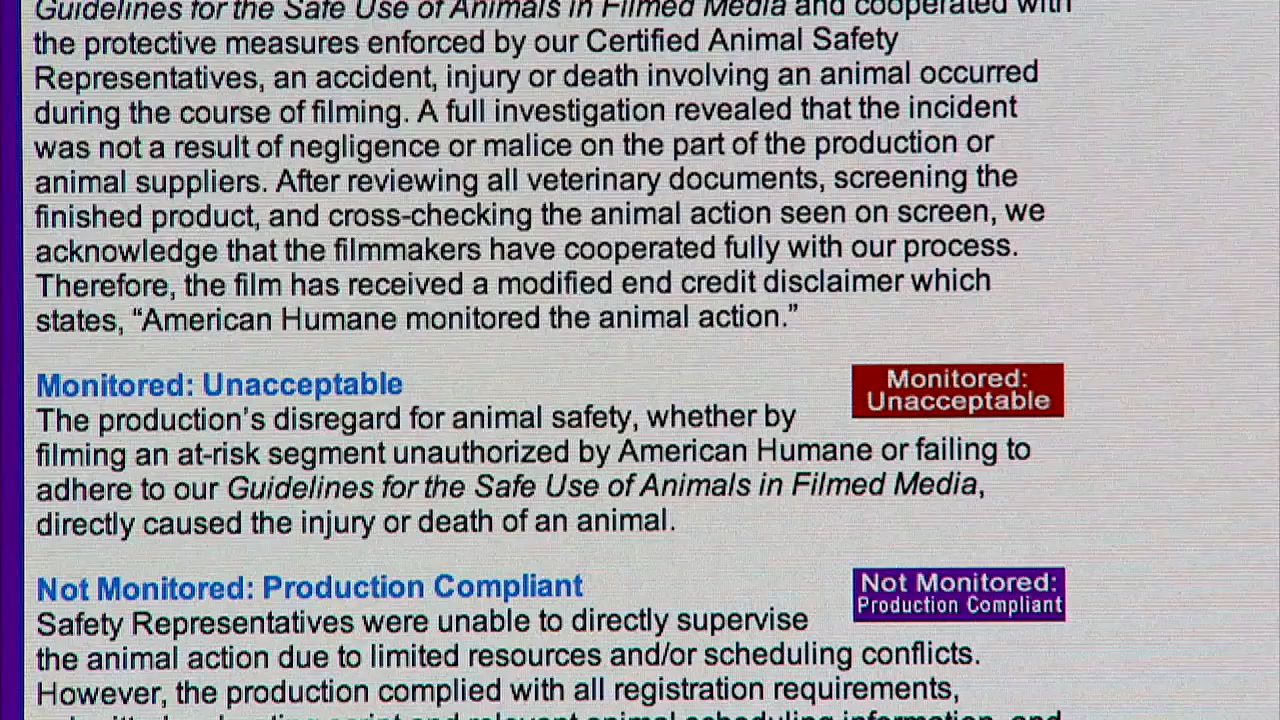 Guidelines for the Safe Use of Animals in Filmed Media and cooperated with
the protective measures enforced by our Certified Animal Safety
Representatives, an accident, injury or death involving an animal occurred
during the course of filming. A full investigation revealed that the incident
was not a result of negligence or malice on the part of the production or
animal suppliers. After reviewing all veterinary documents, screening the
finished product, and cross-checking the animal action seen on screen, we
acknowledge that the filmmakers have cooperated fully with our process.
Therefore, the film has received a modified end credit disclaimer which
states, “American Humane monitored the animal action.”
Monitored: Unacceptable
Monitored:
Unacceptable
The production’s disregard for animal safety, whether by
filming an at-risk segment unauthorized by American Humane or failing to
adhere to our Guidelines for the Safe Use of Animals in Filmed Media,
directly caused the injury or death of an animal.
Not Monitored: Production Compliant
Not Monitored:
Production Compliant
Safety Representatives were unable to directly supervise
the animal action due to limited resources and/or scheduling conflicts.
However, the production complied with all registration requirements,
script and relevant animal scheduling information, and